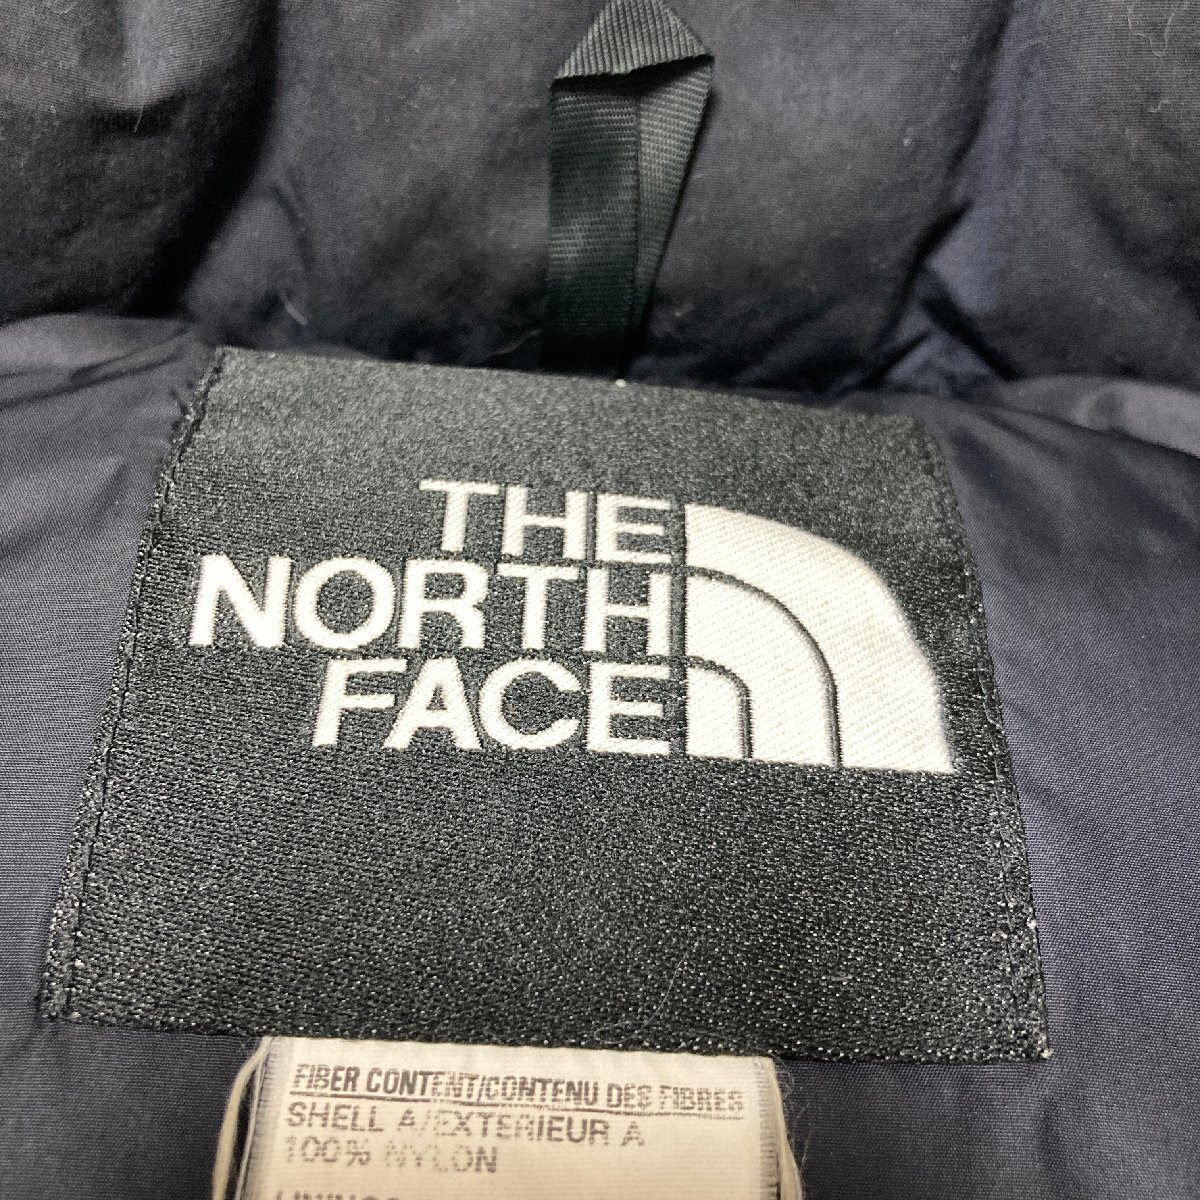 THE
NORTH
FACE
FIBER CONTENT/CONTENU DES FIBRES
SHELL A/EXTERIEUR A
100% NYLON